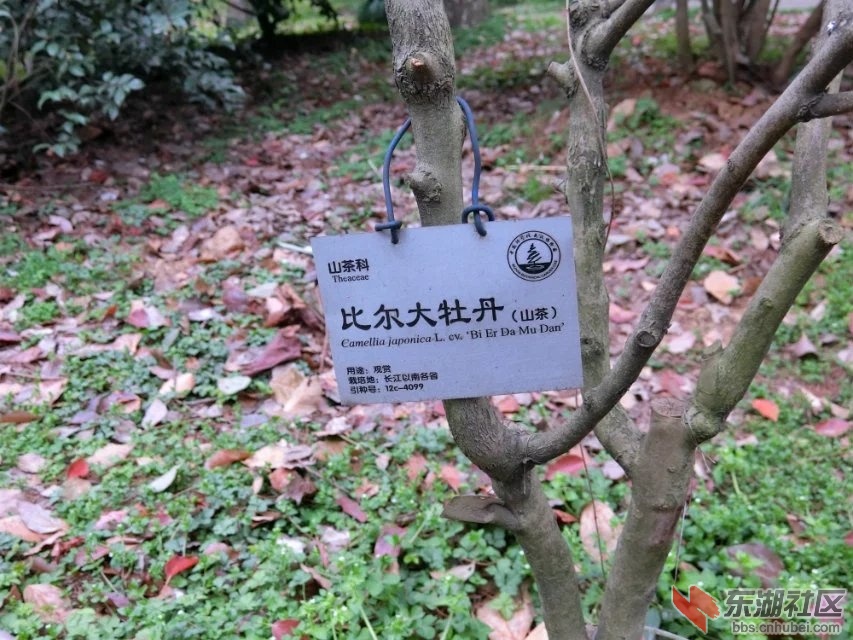 山茶科
Theaceae
比尔大牡丹（山茶）
Camellia japonica L. cv. 'Bi Er Da Mu Dan'
用途：观赏
栽培地：长江以南各省
引种号：12c-4099
东湖社区
bbs.cnhubei.com